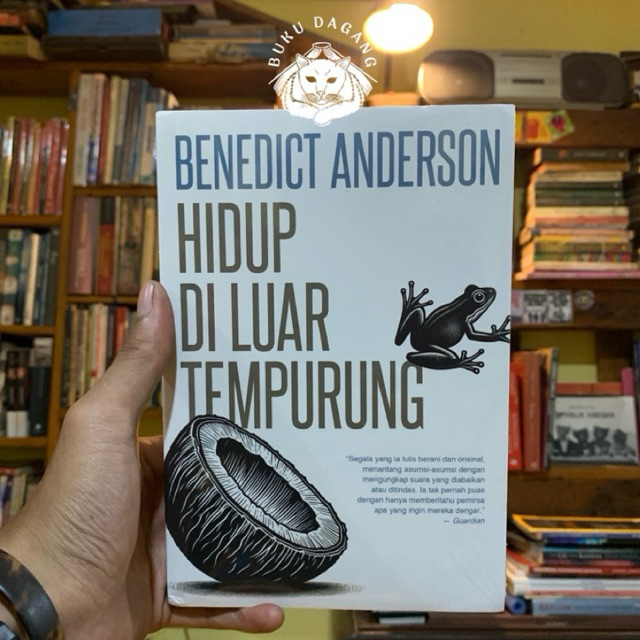 BUKU DAGANG
BENEDICT ANDERSON
HIDUP
DI LUAR
TEMPURUNG
"Segala yang ia tulis berani dan orisinal,
menantang asumsi-asumsi dengan
mengungkap suara yang diabaikan
atau ditindas. Ia tak pernah puas
dengan hanya memberitahu pemirsa
apa yang ingin mereka dengar."
— Guardian